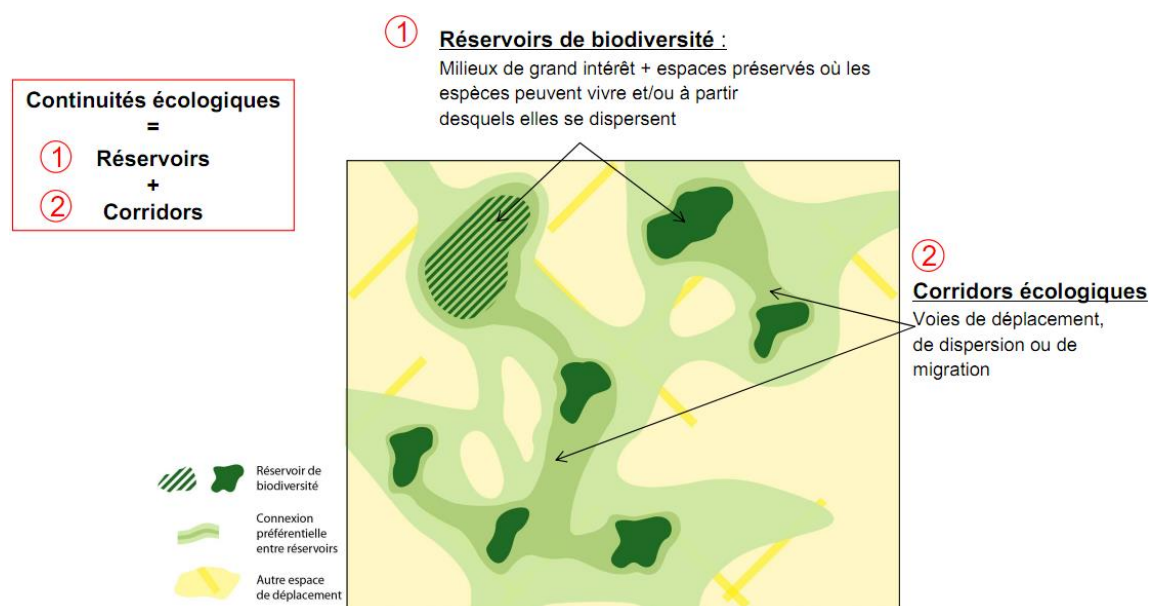 ① Réservoirs de biodiversité :
Milieux de grand intérêt + espaces préservés où les
espèces peuvent vivre et/ou à partir
desquels elles se dispersent
Continuités écologiques
=
① Réservoirs
+
② Corridors
②
Corridors écologiques
Voies de déplacement,
de dispersion ou de
migration
Réservoir de
biodiversité
Connexion
préférentielle
entre réservoirs
Autre espace
de déplacement